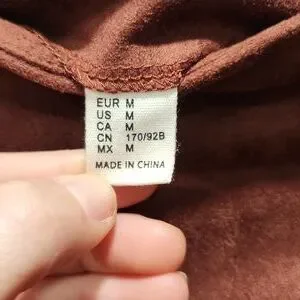 EUR M
US M
CA M
CN 170/92B
MX M
MADE IN CHINA